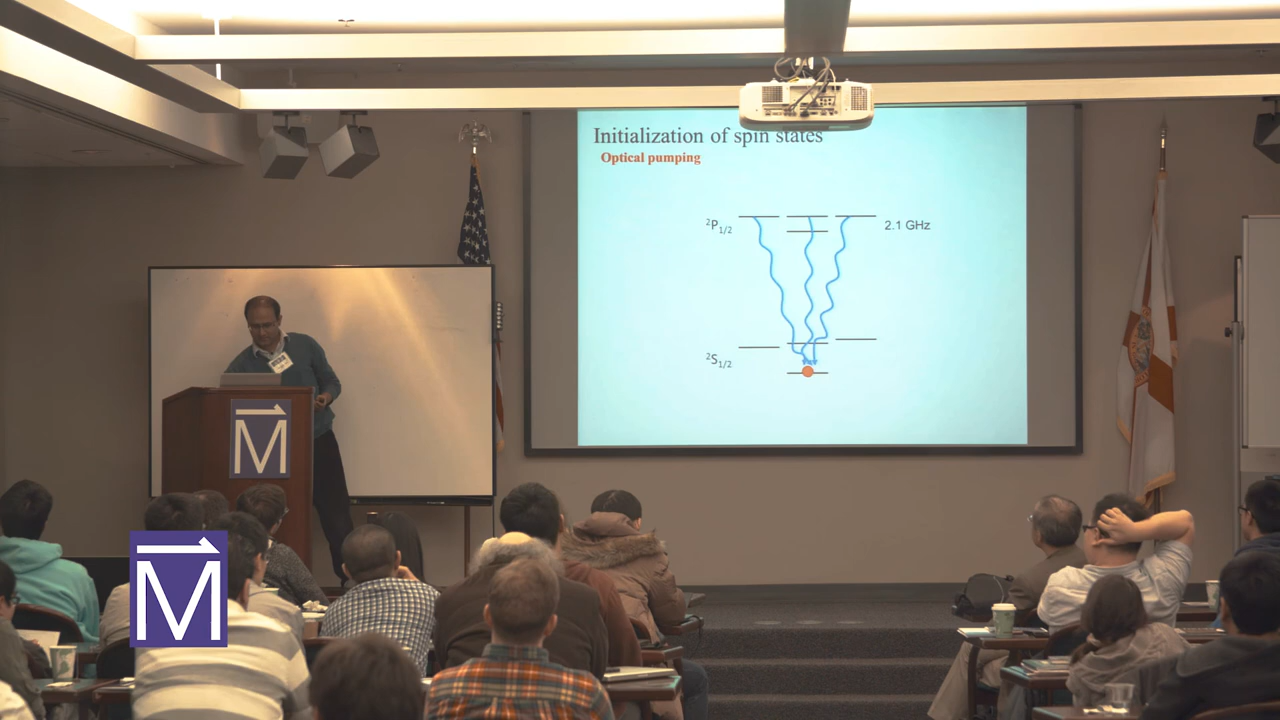 Initialization of spin states
Optical pumping
²P₁/₂
2.1 GHz
²S₁/₂
M
M